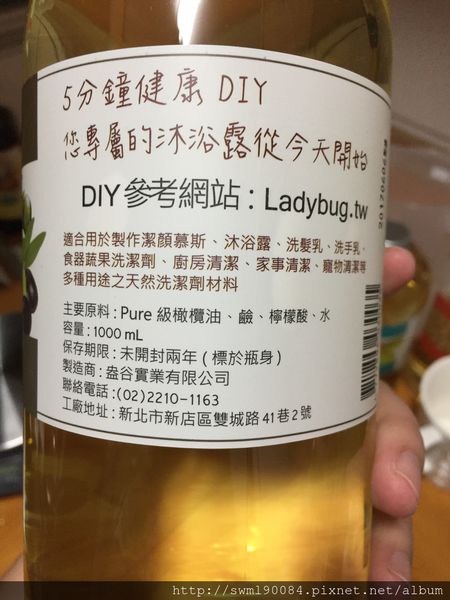 5分鐘健康 DIY
您專屬的沐浴露從今天開始
DIY 參考網站：Ladybug.tw
適合用於製作潔顏慕斯、沐浴露、洗髮乳、洗手乳、
食器蔬果洗潔劑、廚房清潔、家事清潔、寵物清潔等
多種用途之天然洗潔劑材料
主要原料：Pure 級橄欖油、鹼、檸檬酸、水
容量：1000 mL
保存期限：未開封兩年 ( 標於瓶身 )
製造商：盎谷實業有限公司
聯絡電話：(02)2210-1163
工廠地址：新北市新店區雙城路 41 巷 2 號
http://swm190084.pixnet.net/album